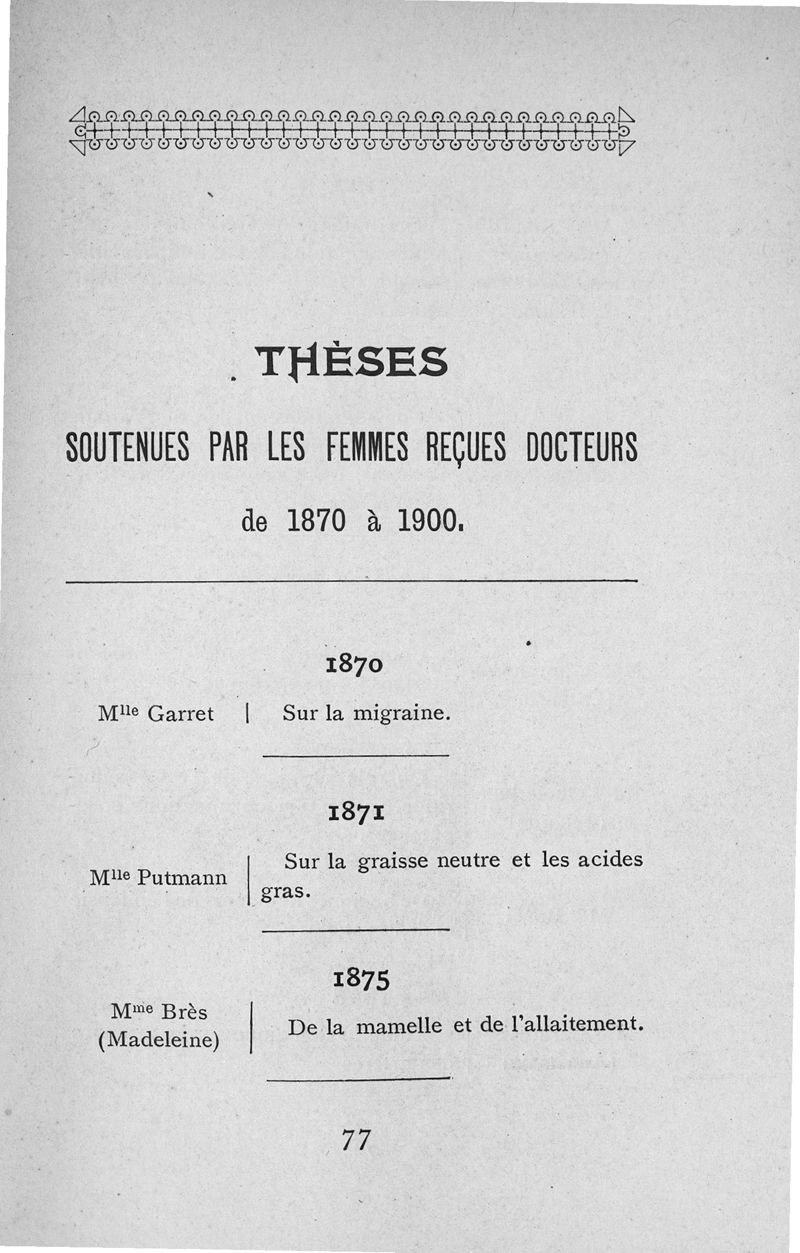 THÈSES
SOUTENUES PAR LES FEMMES REÇUES DOCTEURS
de 1870 à 1900.
1870
Mlle Garret | Sur la migraine.
1871
Mlle Putmann | Sur la graisse neutre et les acides
gras.
1875
Mme Brès
(Madeleine) | De la mamelle et de l'allaitement.
77